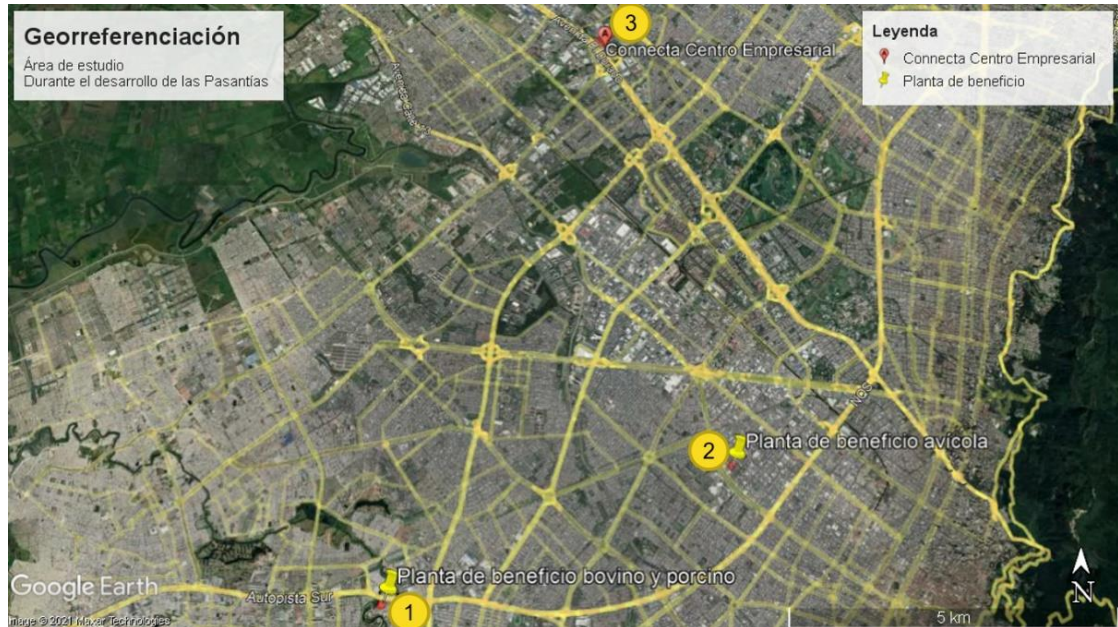 Georreferenciación
Área de estudio
Durante el desarrollo de las Pasantías
Leyenda
Connecta Centro Empresarial
Planta de beneficio
3
Connecta Centro Empresarial
2
Planta de beneficio avícola
NQS
Planta de beneficio bovino y porcino
1
Autopista Sur
Google Earth
Image © 2021 Maxar Technologies
5 km
N